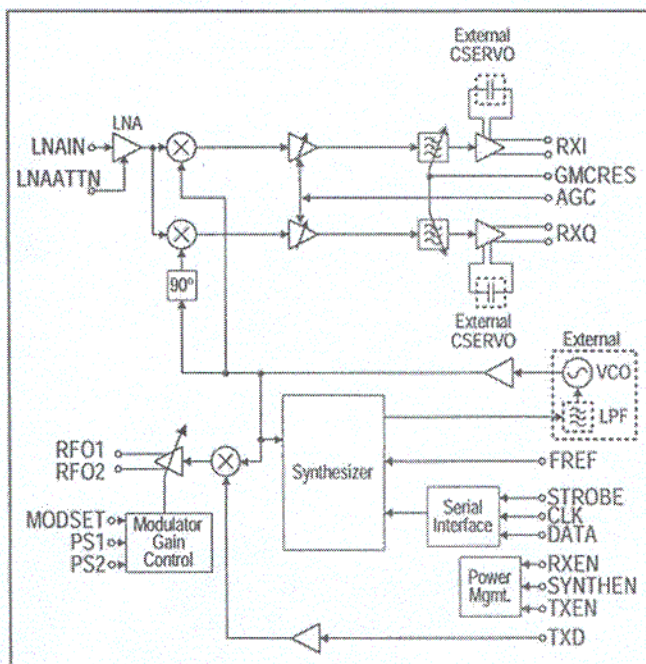 External
CSERVO
LNA
LNAIN
RXI
LNAATTN
GMCRES
AGC
RXQ
90°
External
CSERVO
External
VCO
LPF
RFO1
RFO2
Synthesizer
FREF
STROBE
Serial
Interface
CLK
DATA
MODSET
PS1
PS2
Modulator
Gain
Control
RXEN
Power
Mgmt.
SYNTHEN
TXEN
TXD